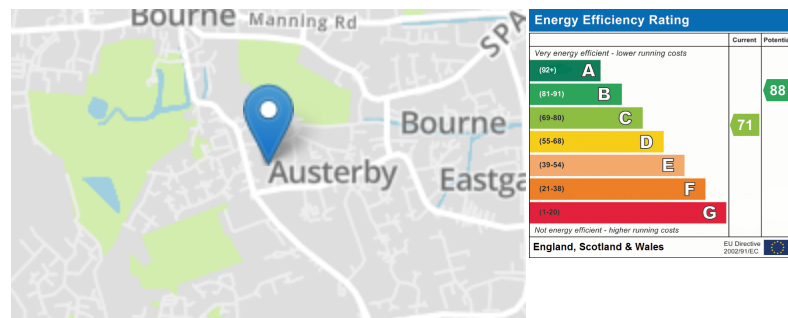 Bourne
Manning Rd
SPA
Bourne
Austerby
Eastga
Energy Efficiency Rating
Current
Potentia
Very energy efficient - lower running costs
(92+) A
(81-91) B
88
(69-80) C
71
(55-68) D
(39-54) E
(21-38) F
(1-20) G
Not energy efficient - higher running costs
England, Scotland & Wales
EU Directive
2002/91/EC